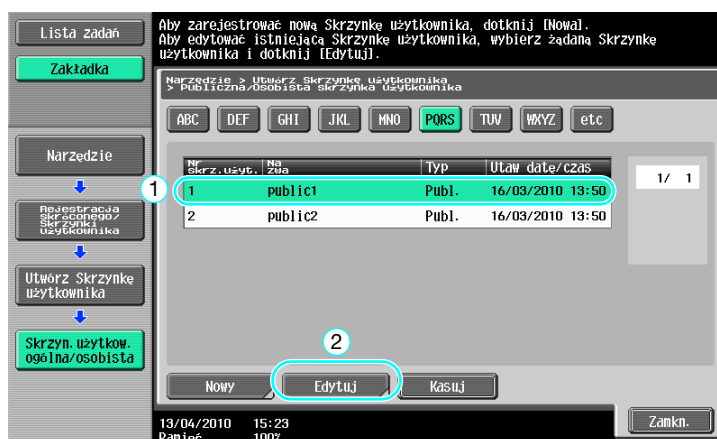 Lista zadań
Zakładka
Aby zarejestrować nową Skrzynkę użytkownika, dotknij [Nowa].
Aby edytować istniejącą Skrzynkę użytkownika, wybierz żądaną Skrzynkę
użytkownika i dotknij [Edytuj].
Narzędzie > Utwórz Skrzynkę użytkownika
> Publiczna/Osobista skrzynka użytkownika
ABC DEF GHI JKL MNO PQRS TUV WXYZ etc
Narzędzie
Rejestracja
skróconego/
Skrzynki
użytkownika
Utwórz Skrzynkę
użytkownika
Skrzyn. użytkow.
ogólna/osobista
Nr
skrz.użyt.
Na
zwa
Typ
Utaw datę/czas
1/ 1
1
1 public1 Publ. 16/03/2010 13:50
2 public2 Publ. 16/03/2010 13:50
2
Nowy Edytuj Kasuj
13/04/2010 15:23
Pamięć 100%
Zamkn.